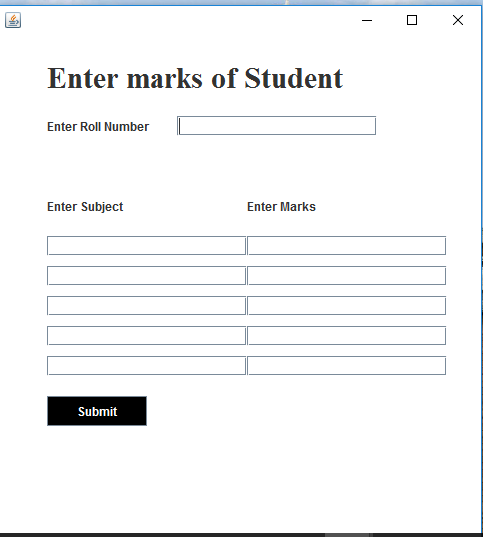 Enter marks of Student
Enter Roll Number
Enter Subject Enter Marks
Submit